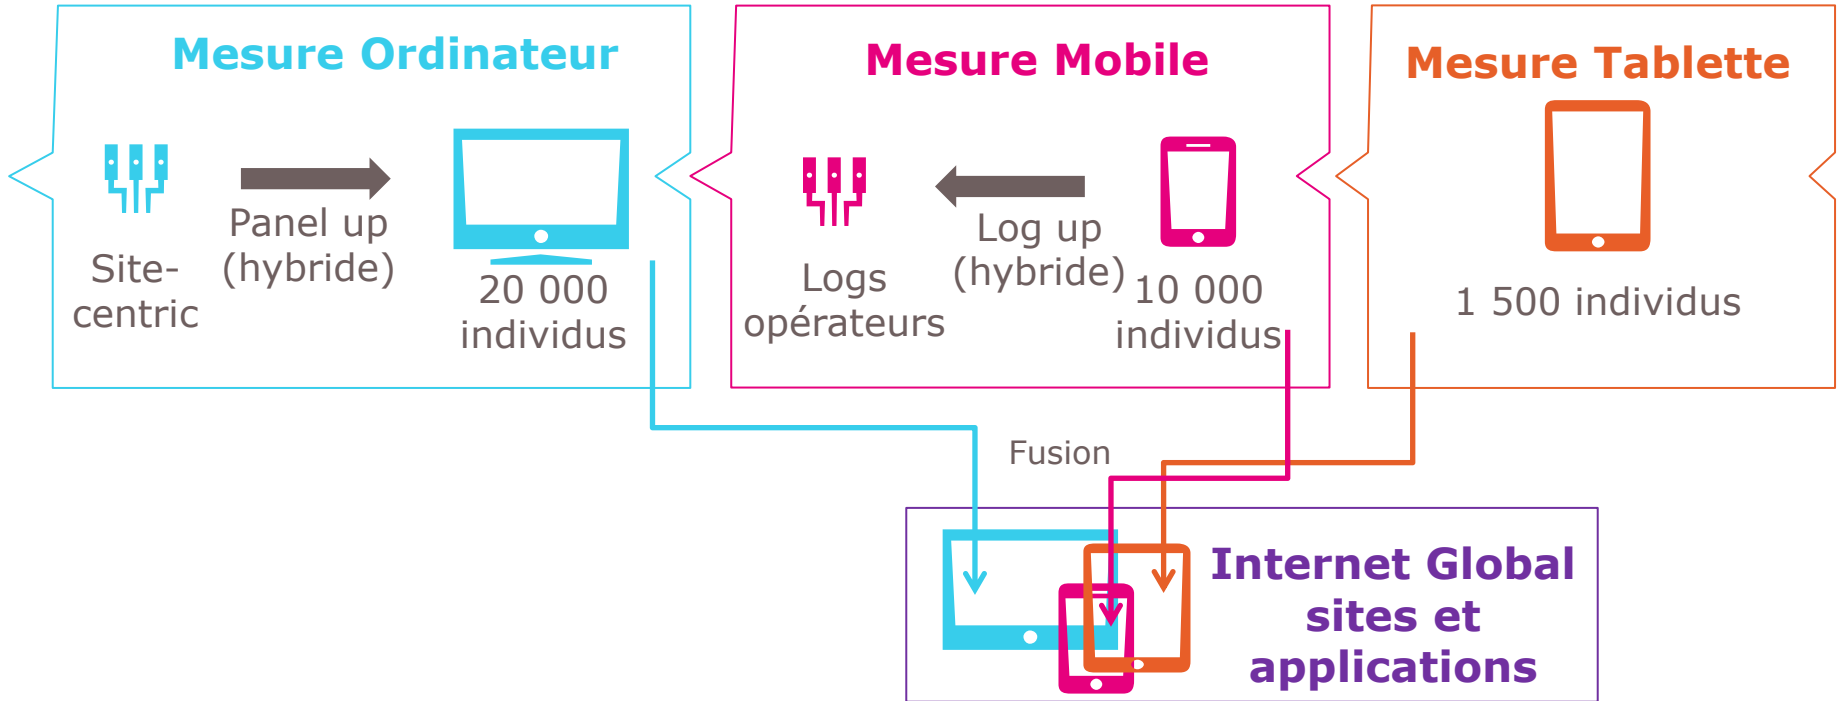 Mesure Ordinateur
Site-
centric
Panel up
(hybride)
20 000
individus
Mesure Mobile
Logs
opérateurs
Log up
(hybride)
10 000
individus
Mesure Tablette
1 500 individus
Fusion
Internet Global
sites et
applications